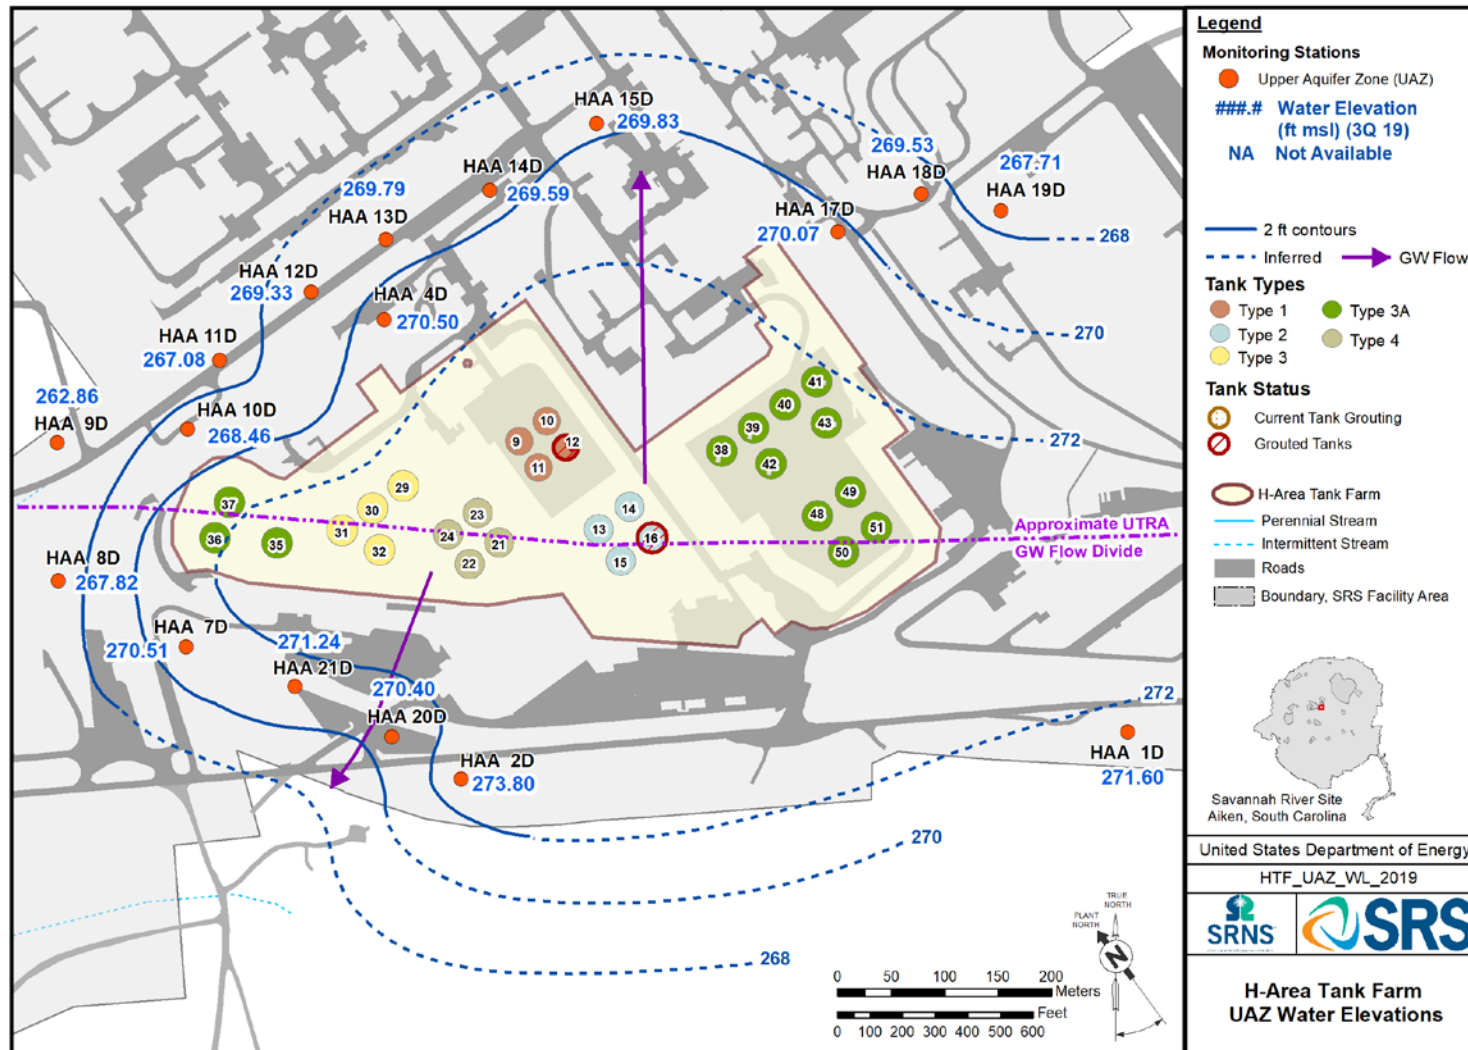 HAA 15D
269.83
269.53
HAA 18D
267.71
HAA 19D
HAA 14D
269.59
269.79
HAA 13D
HAA 17D
270.07
268
HAA 12D
269.33
HAA 4D
270.50
270
HAA 11D
267.08
262.86
HAA 9D
HAA 10D
268.46
272
41
40
43
39
38
42
10
9
12
11
49
48
51
50
37
36
35
29
30
31
32
23
24
21
22
14
13
16
15
Approximate UTRA
GW Flow Divide
HAA 8D
267.82
HAA 7D
270.51
271.24
HAA 21D
270.40
HAA 20D
HAA 2D
273.80
272
HAA 1D
271.60
270
268
TRUE
NORTH
PLANT
NORTH
N
0 50 100 150 200
Meters
Feet
0 100 200 300 400 500 600
Legend
Monitoring Stations
Upper Aquifer Zone (UAZ)
###.# Water Elevation
(ft msl) (3Q 19)
NA Not Available
2 ft contours
Inferred GW Flow
Tank Types
Type 1 Type 3A
Type 2 Type 4
Type 3
Tank Status
Current Tank Grouting
Grouted Tanks
H-Area Tank Farm
Perennial Stream
Intermittent Stream
Roads
Boundary, SRS Facility Area
Savannah River Site
Aiken, South Carolina
United States Department of Energy
HTF_UAZ_WL_2019
SRNS
SRS
H-Area Tank Farm
UAZ Water Elevations